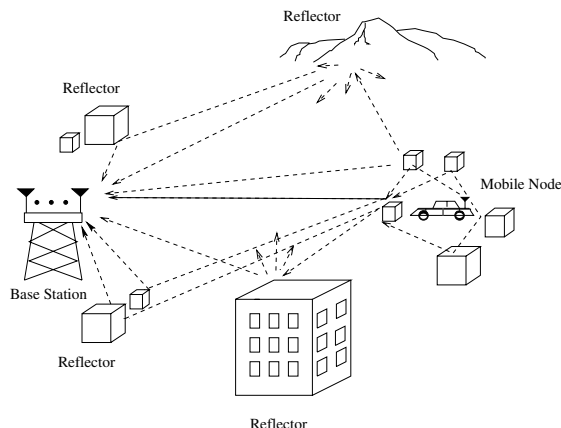 Reflector
Reflector
Mobile Node
Base Station
Reflector
Reflector